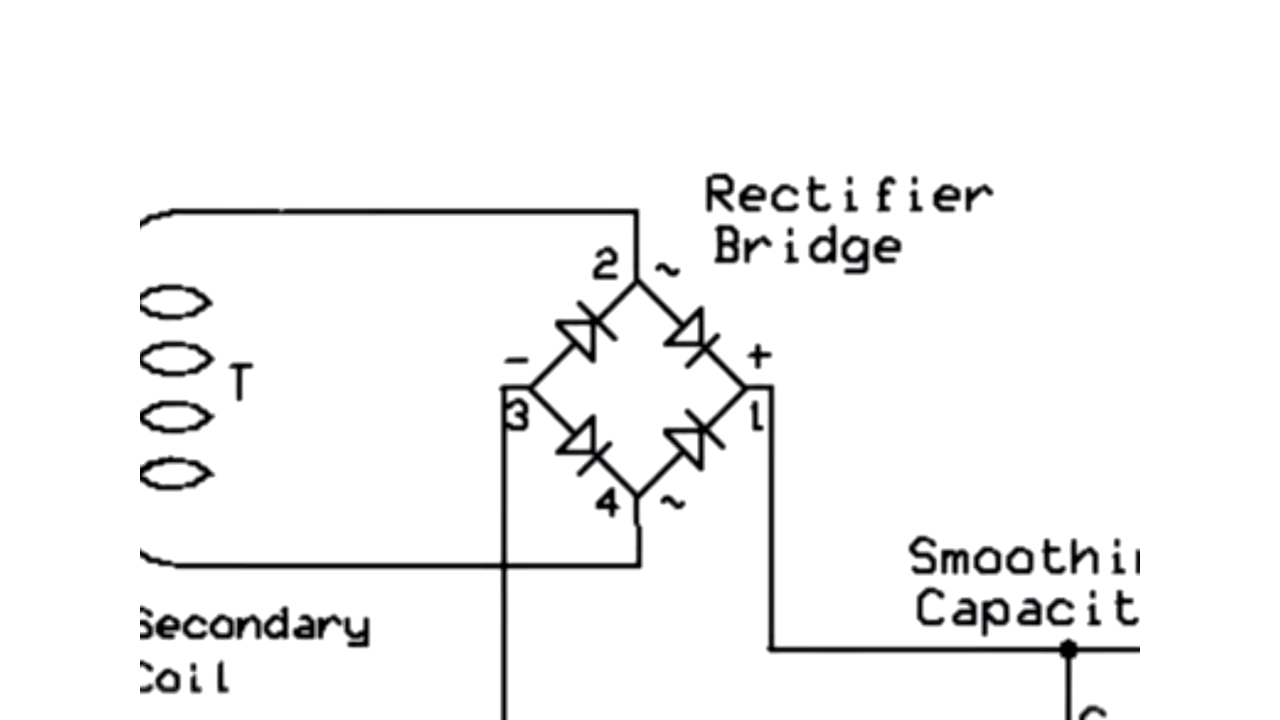 Rectifier
Bridge
2 ~
- +
T
3 1
4 ~
Smoothi
Capacit
Secondary
Coil